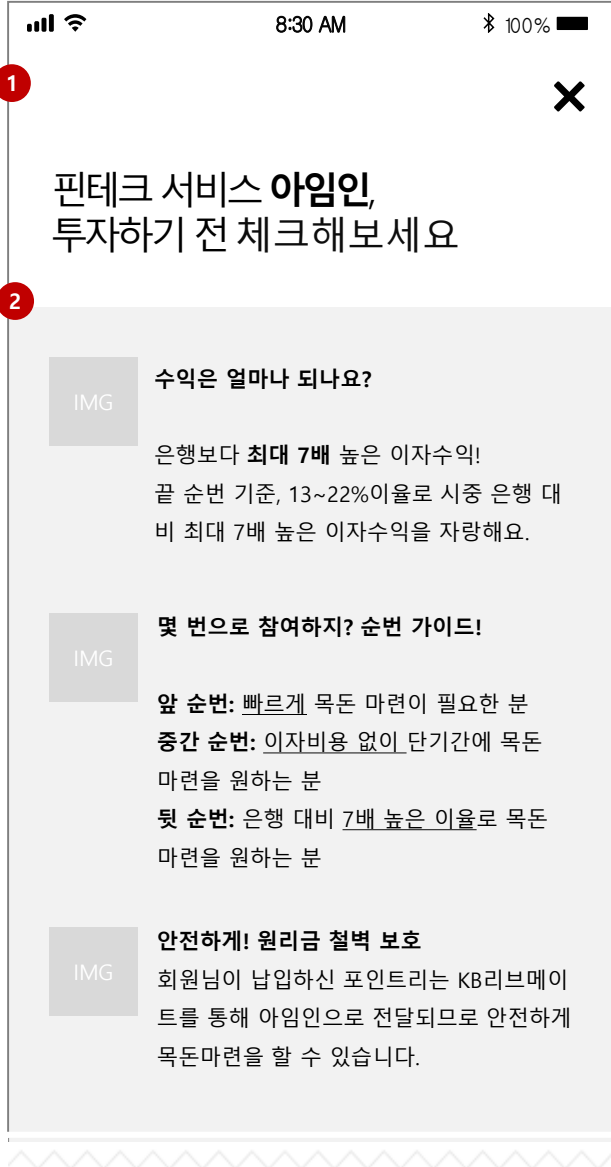 8:30 AM
100%
1
핀테크 서비스 아임인,
투자하기 전 체크해보세요
2
IMG
수익은 얼마나 되나요?
은행보다 최대 7배 높은 이자수익!
끝 순번 기준, 13~22%이율로 시중 은행 대
비 최대 7배 높은 이자수익을 자랑해요.
IMG
몇 번으로 참여하지? 순번 가이드!
앞 순번: 빠르게 목돈 마련이 필요한 분
중간 순번: 이자비용 없이 단기간에 목돈
마련을 원하는 분
뒷 순번: 은행 대비 7배 높은 이율로 목돈
마련을 원하는 분
IMG
안전하게! 원리금 철벽 보호
회원님이 납입하신 포인트리는 KB리브메이
트를 통해 아임인으로 전달되므로 안전하게
목돈마련을 할 수 있습니다.